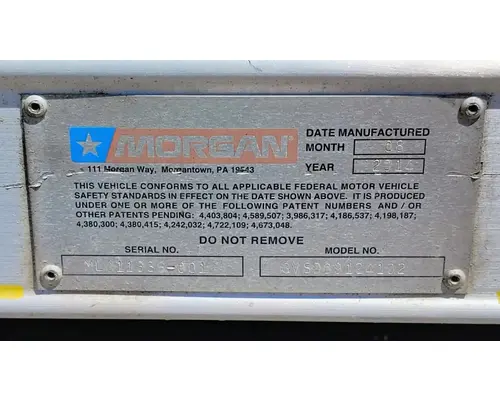 MORGAN
111 Morgan Way, Morgantown, PA 19543
DATE MANUFACTURED
MONTH
YEAR
THIS VEHICLE CONFORMS TO ALL APPLICABLE FEDERAL MOTOR VEHICLE
SAFETY STANDARDS IN EFFECT ON THE DATE SHOWN ABOVE. IT IS PRODUCED
UNDER ONE OR MORE OF THE FOLLOWING PATENT NUMBERS AND / OR
OTHER PATENTS PENDING: 4,403,804; 4,589,507; 3,986,317; 4,186,537; 4,198,187;
4,380,300; 4,380,415; 4,242,032; 4,722,109; 4,673,048.
DO NOT REMOVE
SERIAL NO.
MODEL NO.